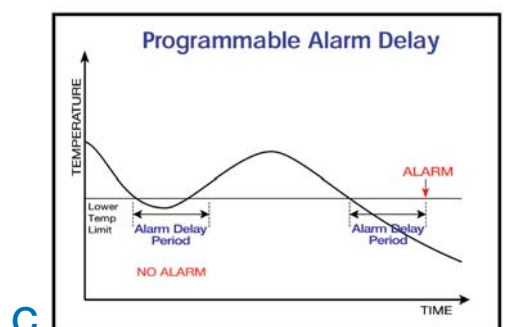 Programmable Alarm Delay
TEMPERATURE
ALARM
Lower
Temp
Limit
Alarm Delay
Period
Alarm Delay
Period
NO ALARM
TIME
C